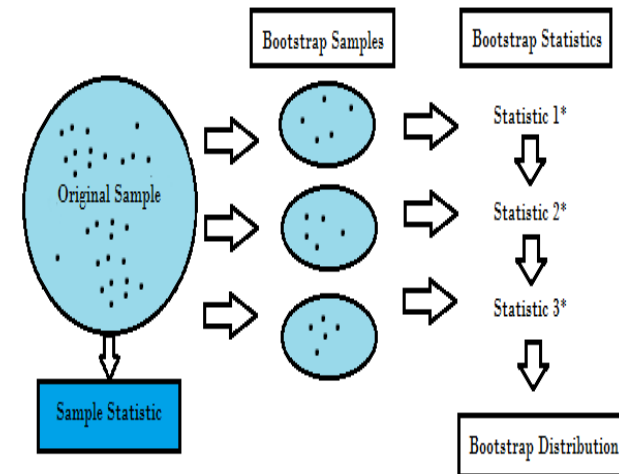 Bootstrap Samples
Bootstrap Statistics
Original Sample
Statistic 1*
Statistic 2*
Statistic 3*
Sample Statistic
Bootstrap Distribution